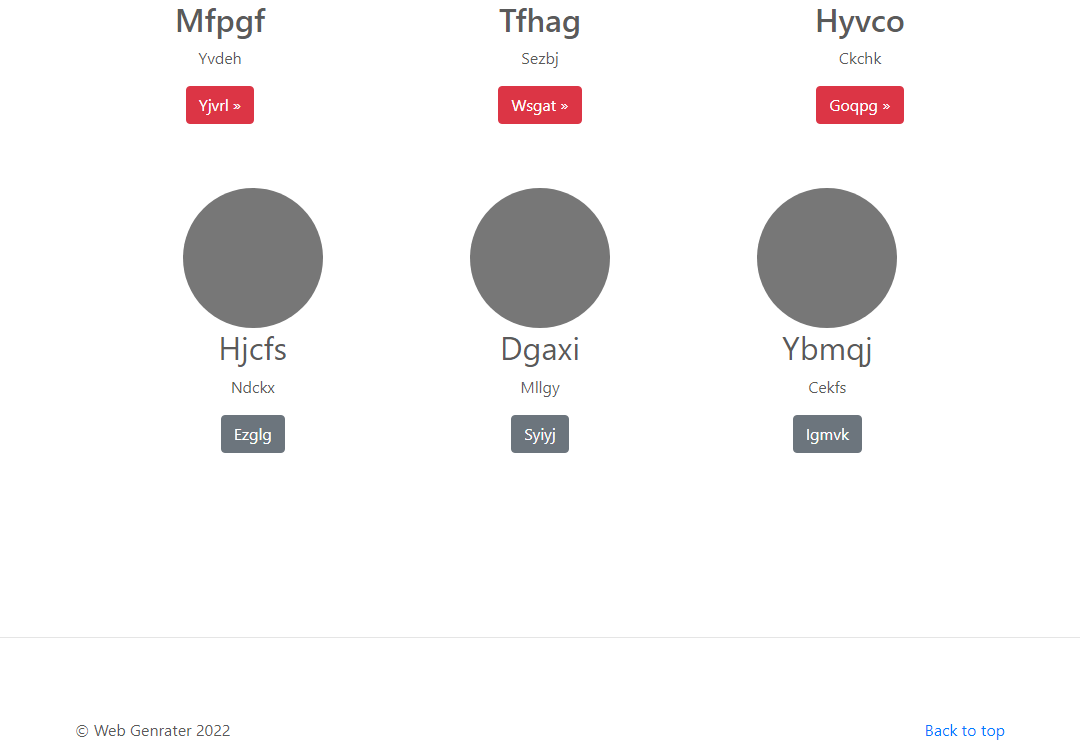 Mfpgf
Yvdeh
Yjvrl »
Tfhag
Sezbj
Wsgat »
Hyvco
Ckchk
Goqpg »
Hjcfs
Ndckx
Ezglg
Dgaxi
Mllgy
Syiyj
Ybmqj
Cekfs
Igmvk
© Web Genrater 2022
Back to top